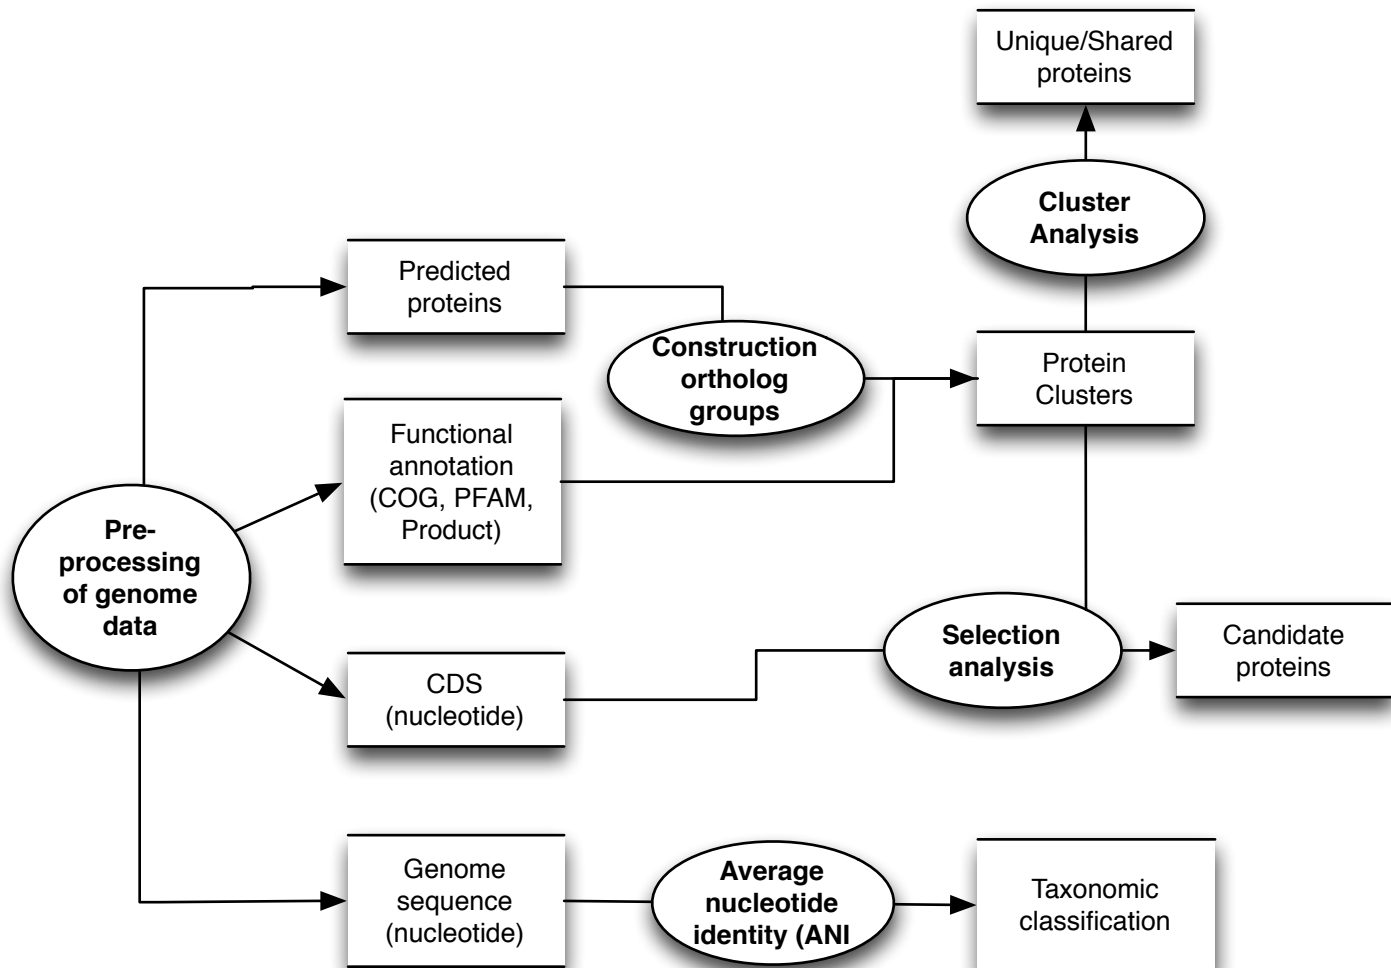 Unique/Shared
proteins
Cluster
Analysis
Predicted
proteins
Construction
ortholog
groups
Protein
Clusters
Functional
annotation
(COG, PFAM,
Product)
Pre-
processing
of genome
data
Selection
analysis
Candidate
proteins
CDS
(nucleotide)
Genome
sequence
(nucleotide)
Average
nucleotide
identity (ANI
Taxonomic
classification